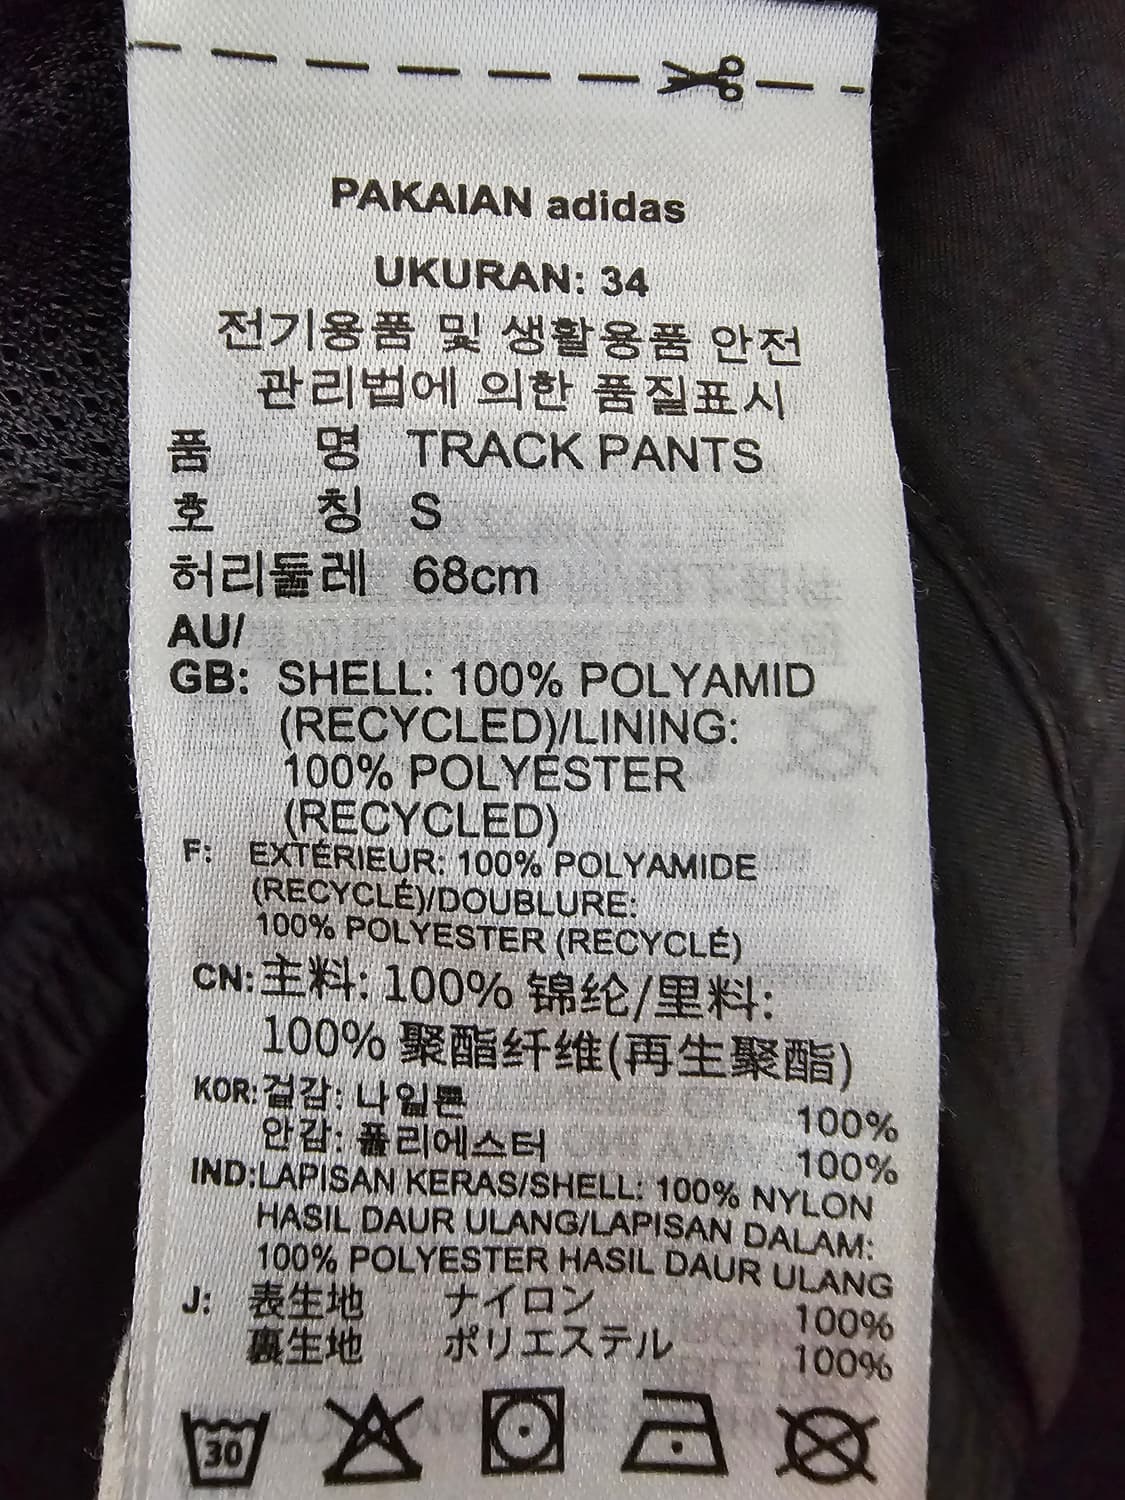 PAKAIAN adidas
UKURAN: 34
전기용품 및 생활용품 안전
관리법에 의한 품질표시
품 명 TRACK PANTS
호 칭 S
허리둘레 68cm
AU/
GB: SHELL: 100% POLYAMID
(RECYCLED)/LINING:
100% POLYESTER
(RECYCLED)
F: EXTÉRIEUR: 100% POLYAMIDE
(RECYCLÉ)/DOUBLURE:
100% POLYESTER (RECYCLÉ)
CN: 主料: 100% 锦纶/里料:
100% 聚酯纤维(再生聚酯)
KOR: 겉감: 나일론 100%
안감: 폴리에스터 100%
IND: LAPISAN KERAS/SHELL: 100% NYLON
HASIL DAUR ULANG/LAPISAN DALAM:
100% POLYESTER HASIL DAUR ULANG
J: 表生地 ナイロン 100%
裏生地 ポリエステル 100%
30